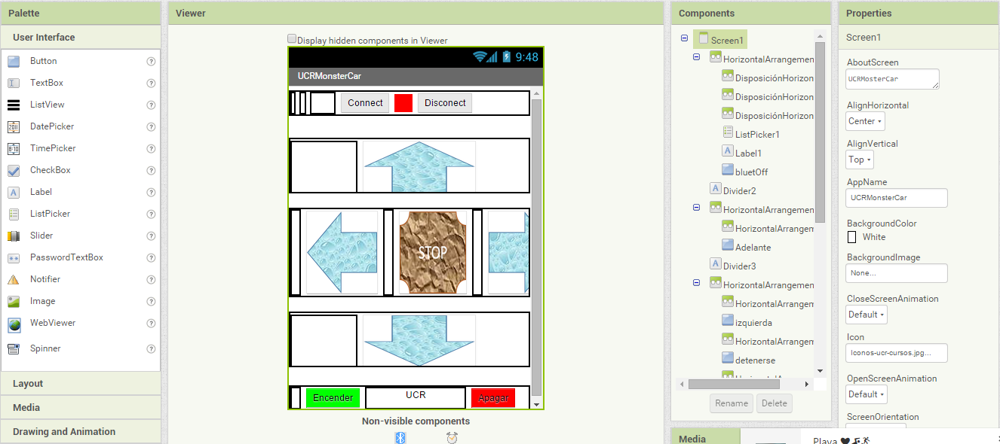 Palette
User Interface
Button
TextBox
ListView
DatePicker
TimePicker
CheckBox
Label
ListPicker
Slider
PasswordTextBox
Notifier
Image
WebViewer
Spinner
Layout
Media
Drawing and Animation
Viewer
Display hidden components in Viewer
9:48
UCRMonsterCar
Connect Disconect
STOP
Encender UCR Apagar
Non-visible components
Components
Screen1
HorizontalArrangemen
DisposiciónHorizon
DisposiciónHorizon
DisposiciónHorizon
ListPicker1
Label1
bluetOff
Divider2
HorizontalArrangemen
HorizontalArrangem
Adelante
Divider3
HorizontalArrangemen
HorizontalArrangem
izquierda
HorizontalArrangem
detenerse
Rename Delete
Media
Properties
Screen1
AboutScreen
UCRMosterCar
AlignHorizontal
Center
AlignVertical
Top
AppName
UCRMonsterCar
BackgroundColor
White
BackgroundImage
None...
CloseScreenAnimation
Default
Icon
Iconos-ucr-cursos.jpg...
OpenScreenAnimation
Default
ScreenOrientation